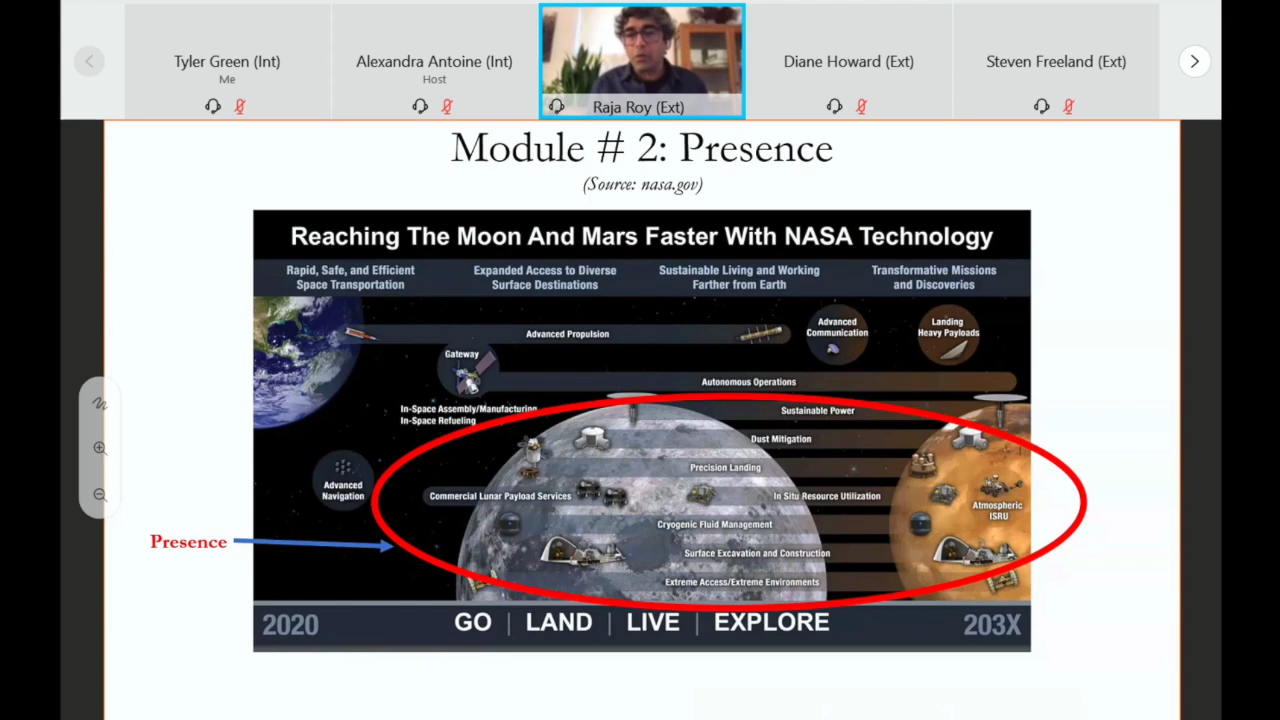 Tyler Green (Int)
Me
Alexandra Antoine (Int)
Host
Raja Roy (Ext)
Diane Howard (Ext)
Steven Freeland (Ext)
Module # 2: Presence
(Source: nasa.gov)
Reaching The Moon And Mars Faster With NASA Technology
Rapid, Safe, and Efficient
Space Transportation
Expanded Access to Diverse
Surface Destinations
Sustainable Living and Working
Farther from Earth
Transformative Missions
and Discoveries
Advanced Propulsion
Advanced
Communication
Landing
Heavy Payloads
Gateway
Autonomous Operations
In-Space Assembly/Manufacturing
In-Space Refueling
Sustainable Power
Dust Mitigation
Precision Landing
Advanced
Navigation
Commercial Lunar Payload Services
In Situ Resource Utilization
Atmospheric
ISRU
Cryogenic Fluid Management
Presence
Surface Excavation and Construction
Extreme Access/Extreme Environments
2020
GO | LAND | LIVE | EXPLORE
203X